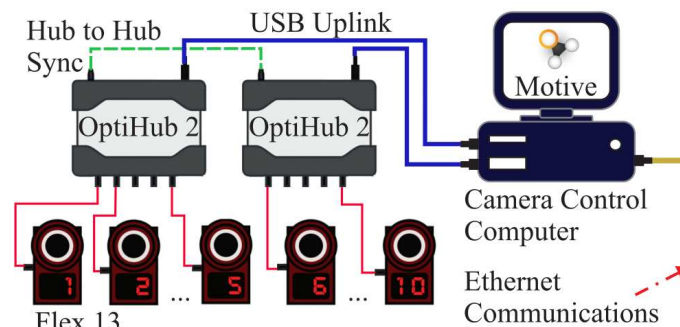 Hub to Hub
Sync
USB Uplink
Motive
OptiHub 2
OptiHub 2
Camera Control
Computer
1
2
...
5
6
...
10
Flex 13
Ethernet
Communications